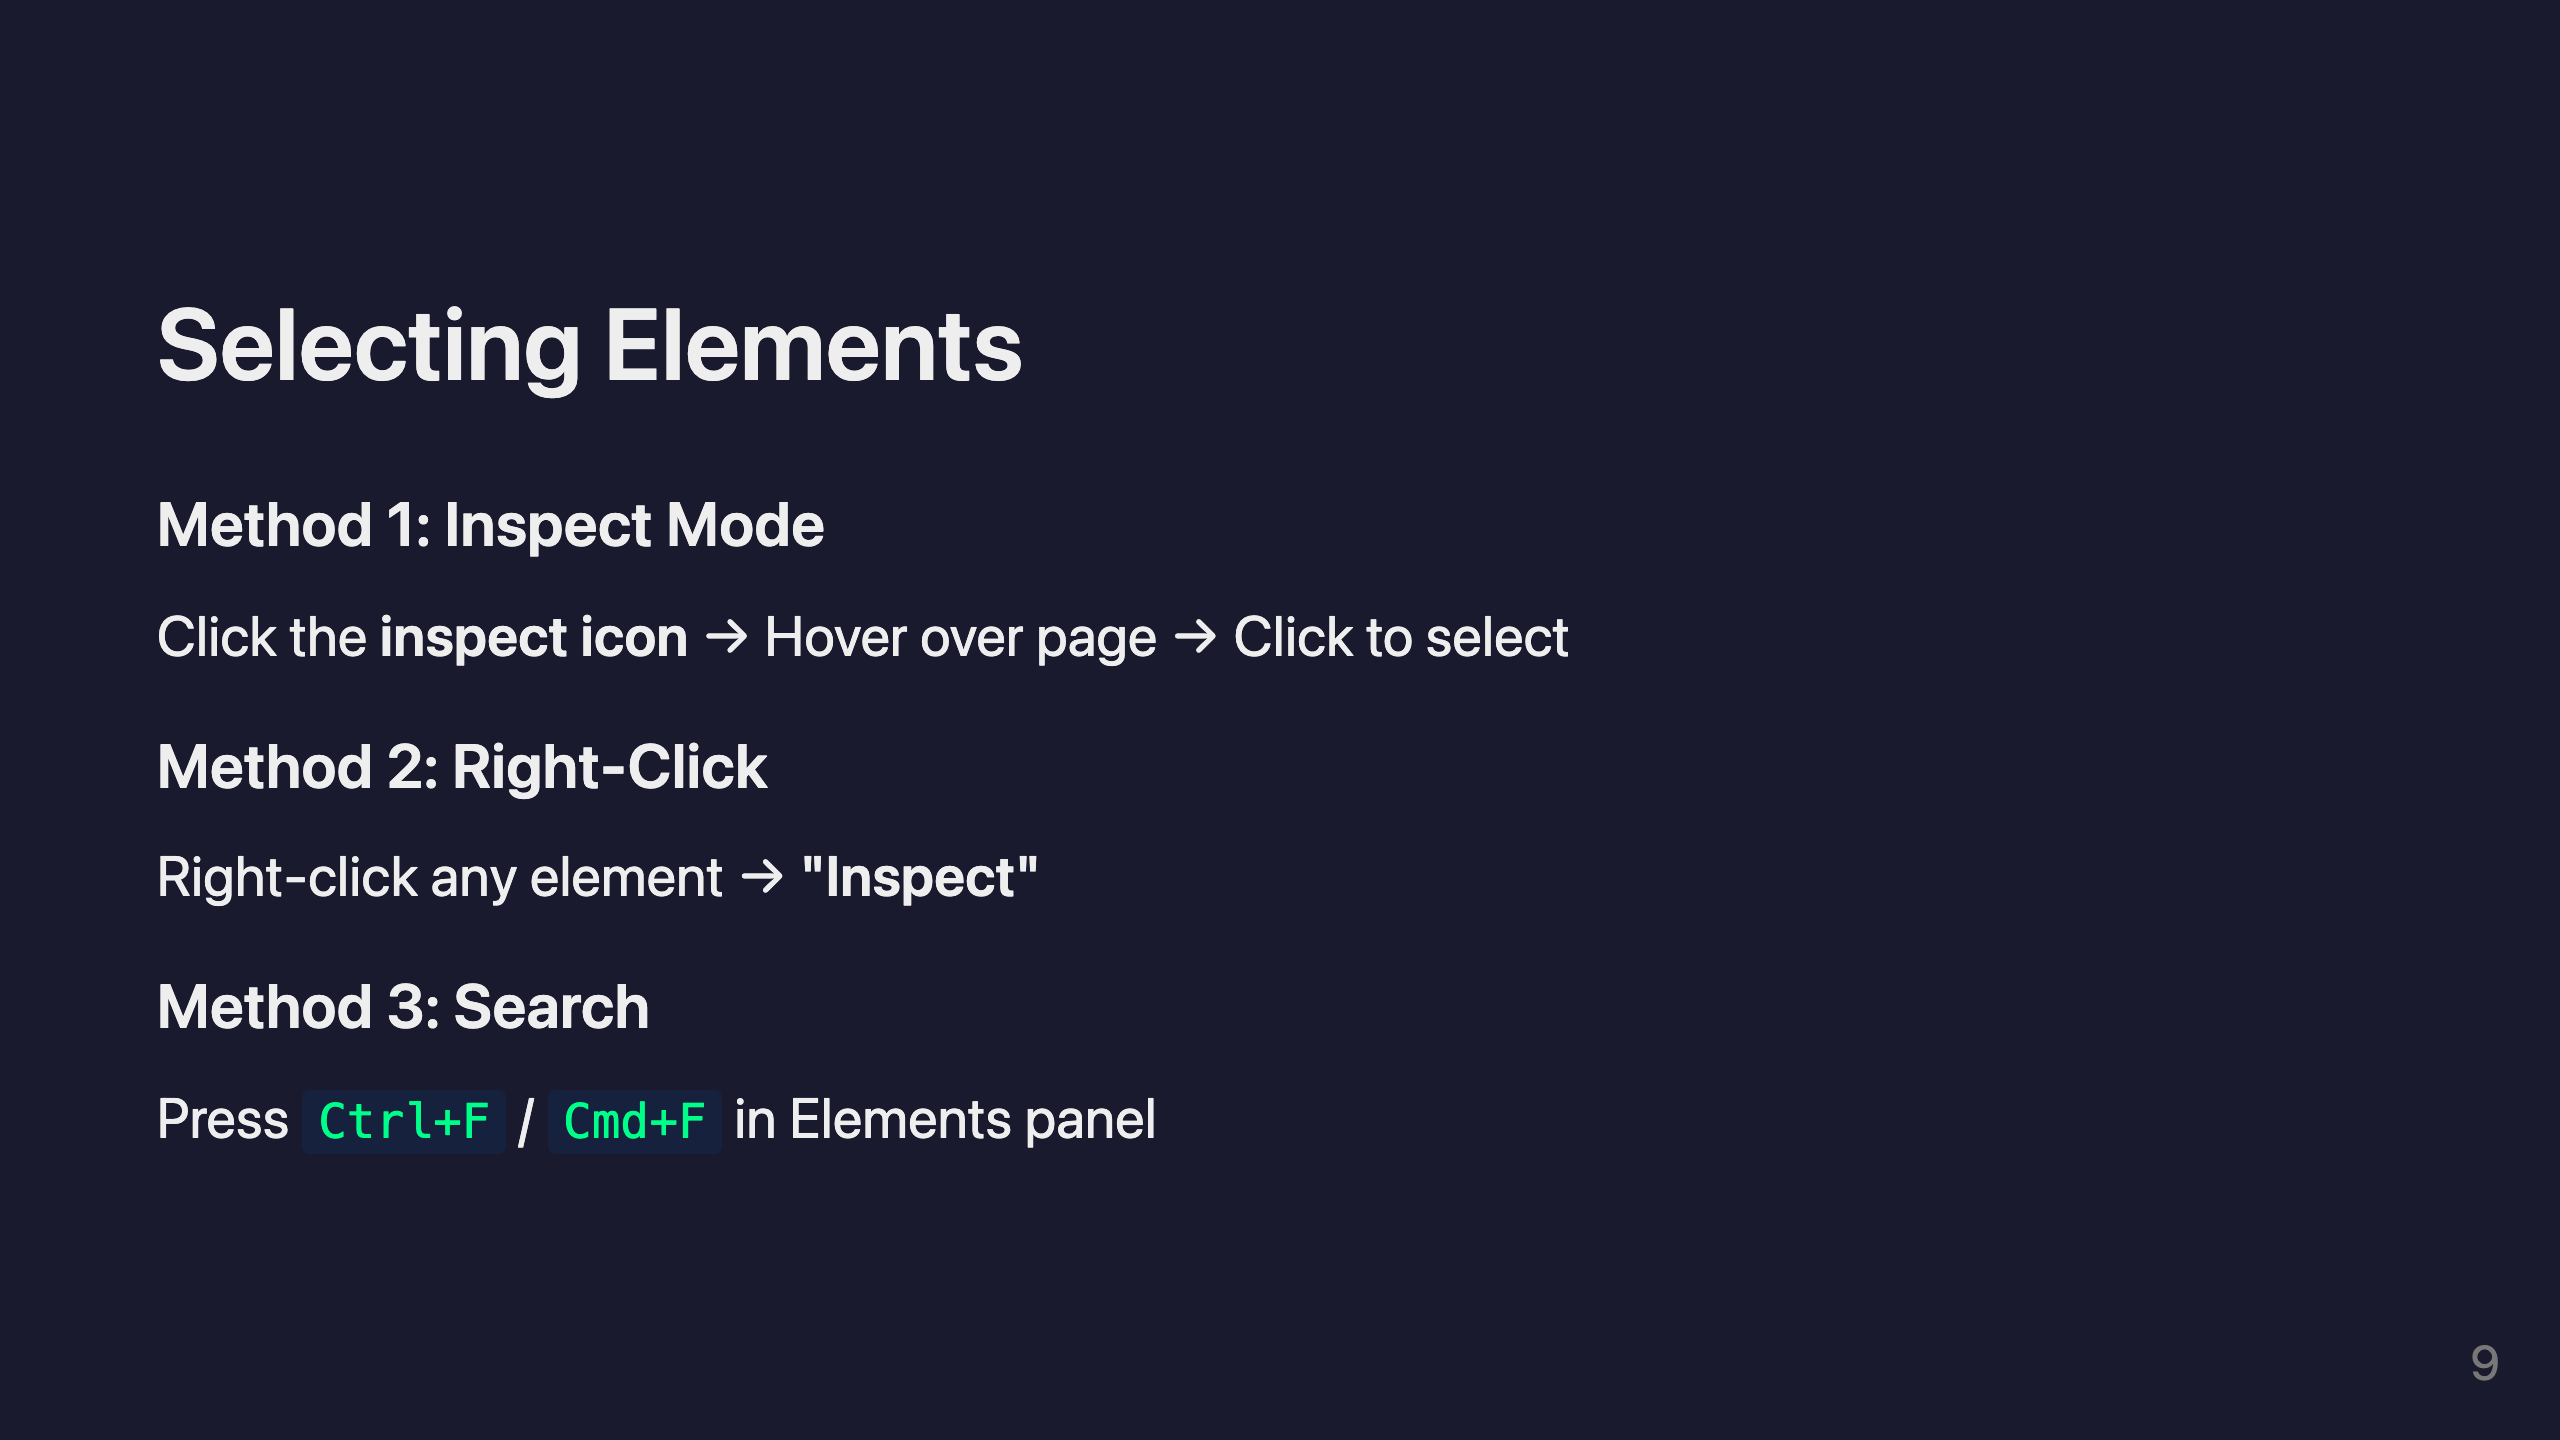 Selecting Elements
Method 1: Inspect Mode
Click the inspect icon → Hover over page → Click to select
Method 2: Right-Click
Right-click any element → "Inspect"
Method 3: Search
Press Ctrl+F / Cmd+F in Elements panel
9